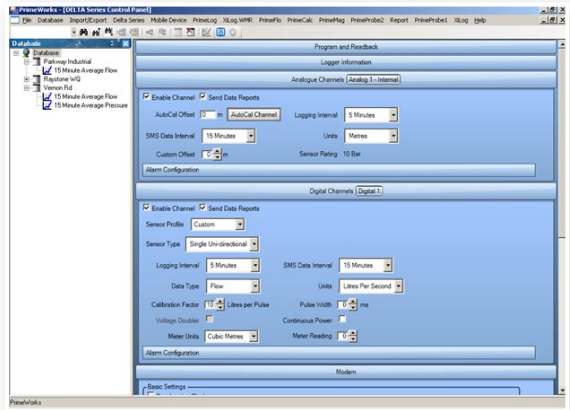 PrimeWorks - [DELTA Series Control Panel]
File Database Import/Export Delta Series Mobile Device PrimeLog XiLog.WMR PrimeFlo PrimeCalc PrimeMag PrimeProbe2 Report PrimeProbe1 XiLog Help
Database
Database
Parkway Industrial
15 Minute Average Flow
Raystone WQ
Vernon Rd
15 Minute Average Flow
15 Minute Average Pressure
Program and Readback
Logger Information
Analogue Channels Analog 1 - Internal
Enable Channel Send Data Reports
AutoCal Offset 0 m AutoCal Channel Logging Interval 5 Minutes
SMS Data Interval 15 Minutes Units Metres
Custom Offset 0 m Sensor Rating 10 Bar
Alarm Configuration
Digital Channels Digital 1
Enable Channel Send Data Reports
Sensor Profile Custom
Sensor Type Single Uni-directional
Logging Interval 5 Minutes SMS Data Interval 15 Minutes
Data Type Flow Units Litres Per Second
Calibration Factor 10 Litres per Pulse Pulse Width 0 ms
Voltage Doubler Continuous Power
Meter Units Cubic Metres Meter Reading 0
Alarm Configuration
Modem
Basic Settings
PrimeWorks